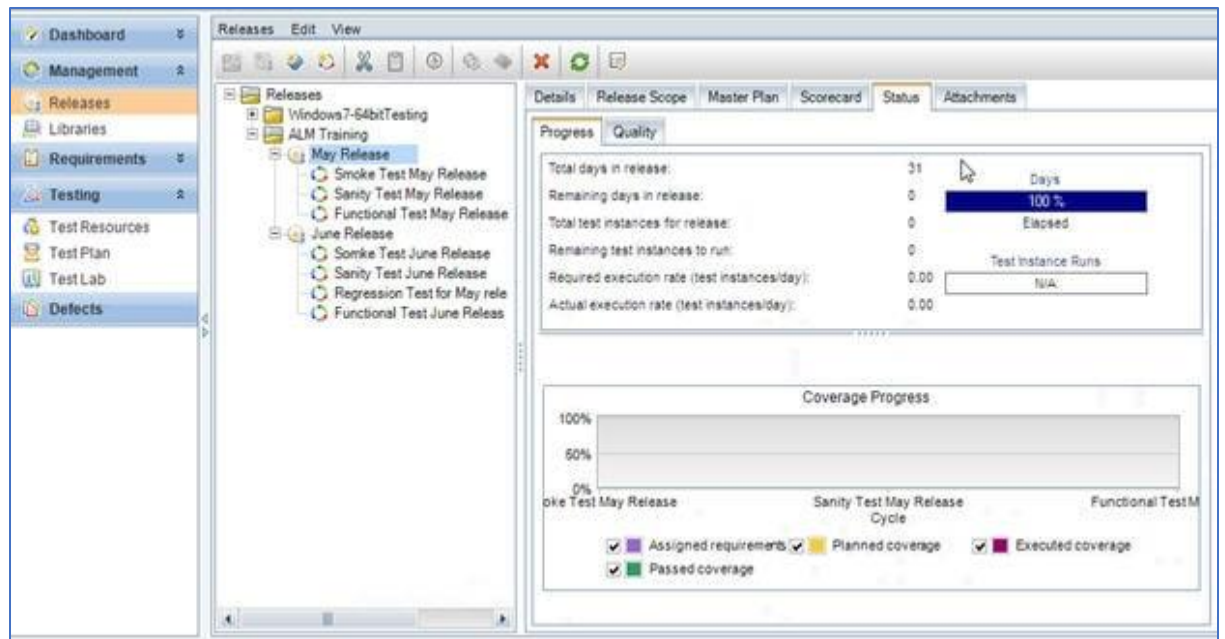 Dashboard
Management
Releases
Libraries
Requirements
Testing
Test Resources
Test Plan
Test Lab
Defects
Releases Edit View
Releases
Windows7-64bitTesting
ALM Training
May Release
Smoke Test May Release
Sanity Test May Release
Functional Test May Release
June Release
Somke Test June Release
Sanity Test June Release
Regression Test for May rele
Functional Test June Releas
Details Release Scope Master Plan Scorecard Status Attachments
Progress Quality
Total days in release: 31
Remaining days in release: 0
Total test instances for release: 0
Remaining test instances to run: 0
Required execution rate (test instances/day): 0.00
Actual execution rate (test instances/day): 0.00
Days
100 %
Elapsed
Test Instance Runs
N/A
Coverage Progress
100%
50%
0%
oke Test May Release Sanity Test May Release Functional Test M
Cycle
Assigned requirements Planned coverage Executed coverage
Passed coverage